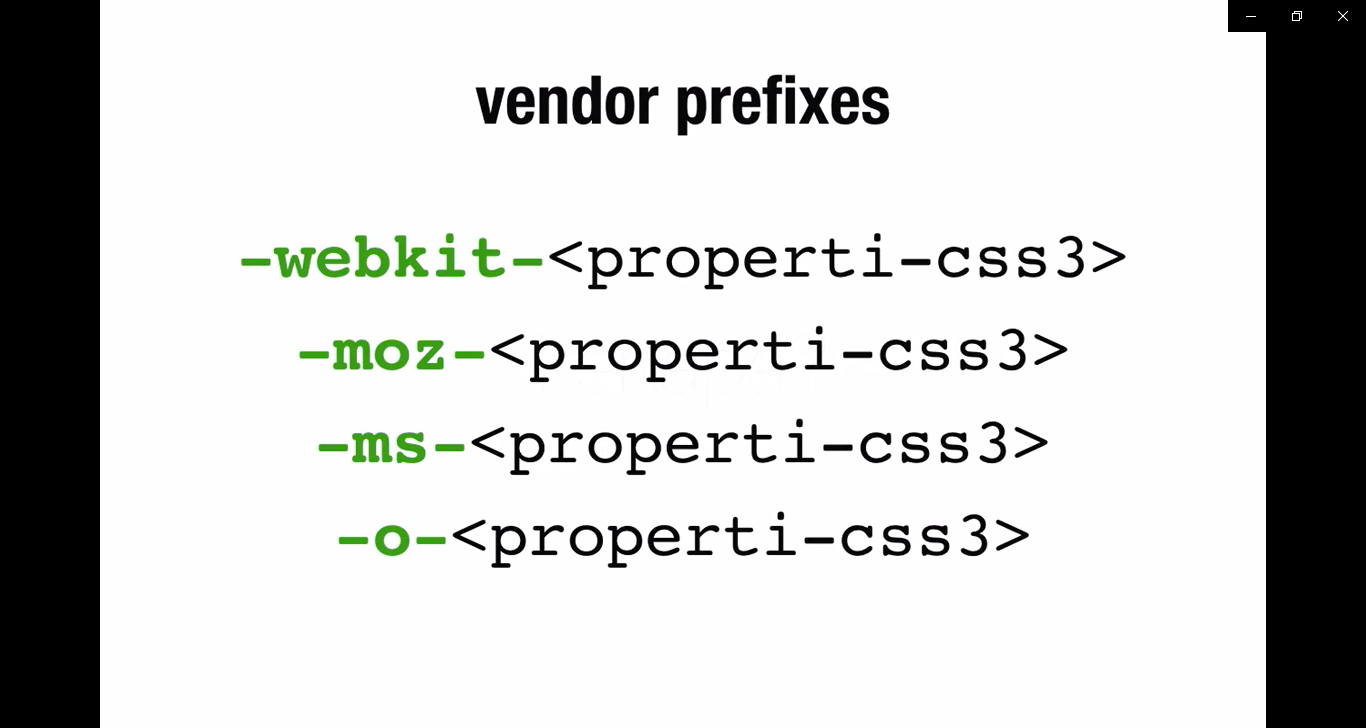 vendor prefixes
-webkit-<properti-css3>
-moz-<properti-css3>
-ms-<properti-css3>
-o-<properti-css3>